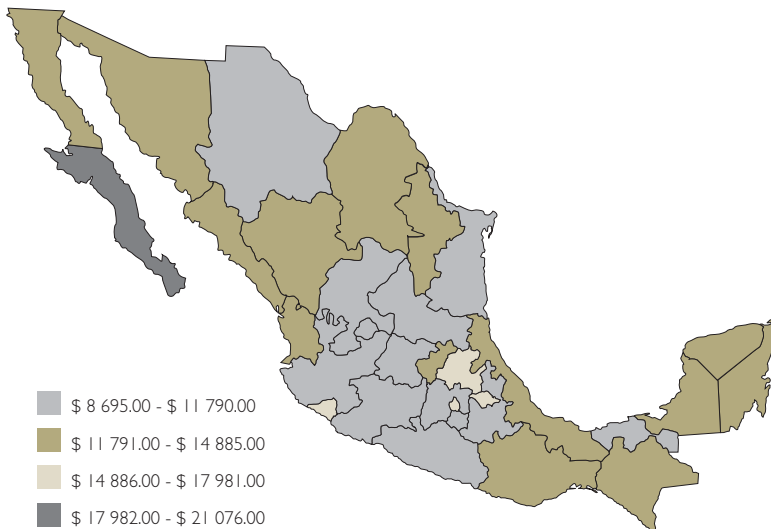 $ 8 695.00 - $ 11 790.00
$ 11 791.00 - $ 14 885.00
$ 14 886.00 - $ 17 981.00
$ 17 982.00 - $ 21 076.00